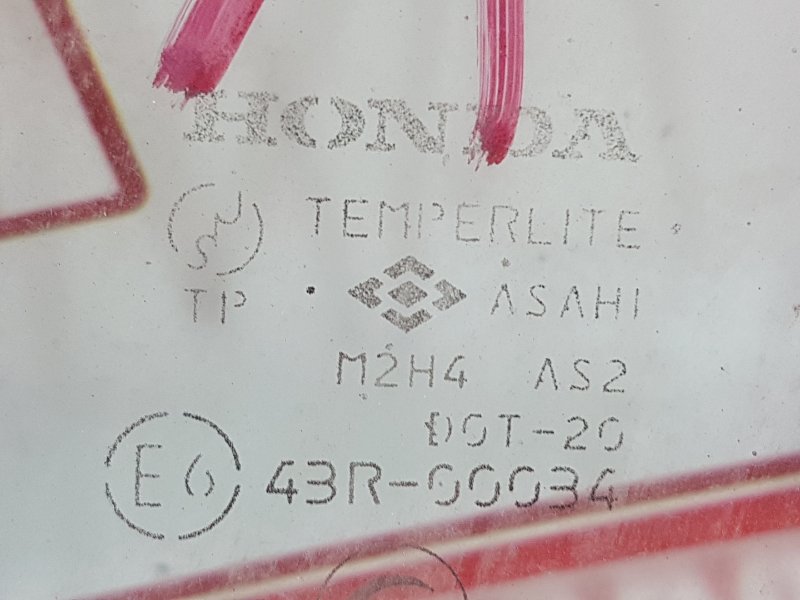 HONDA
TEMPERLITE
TP ASAHI
M2H4 AS2
DOT-20
E6 43R-00034